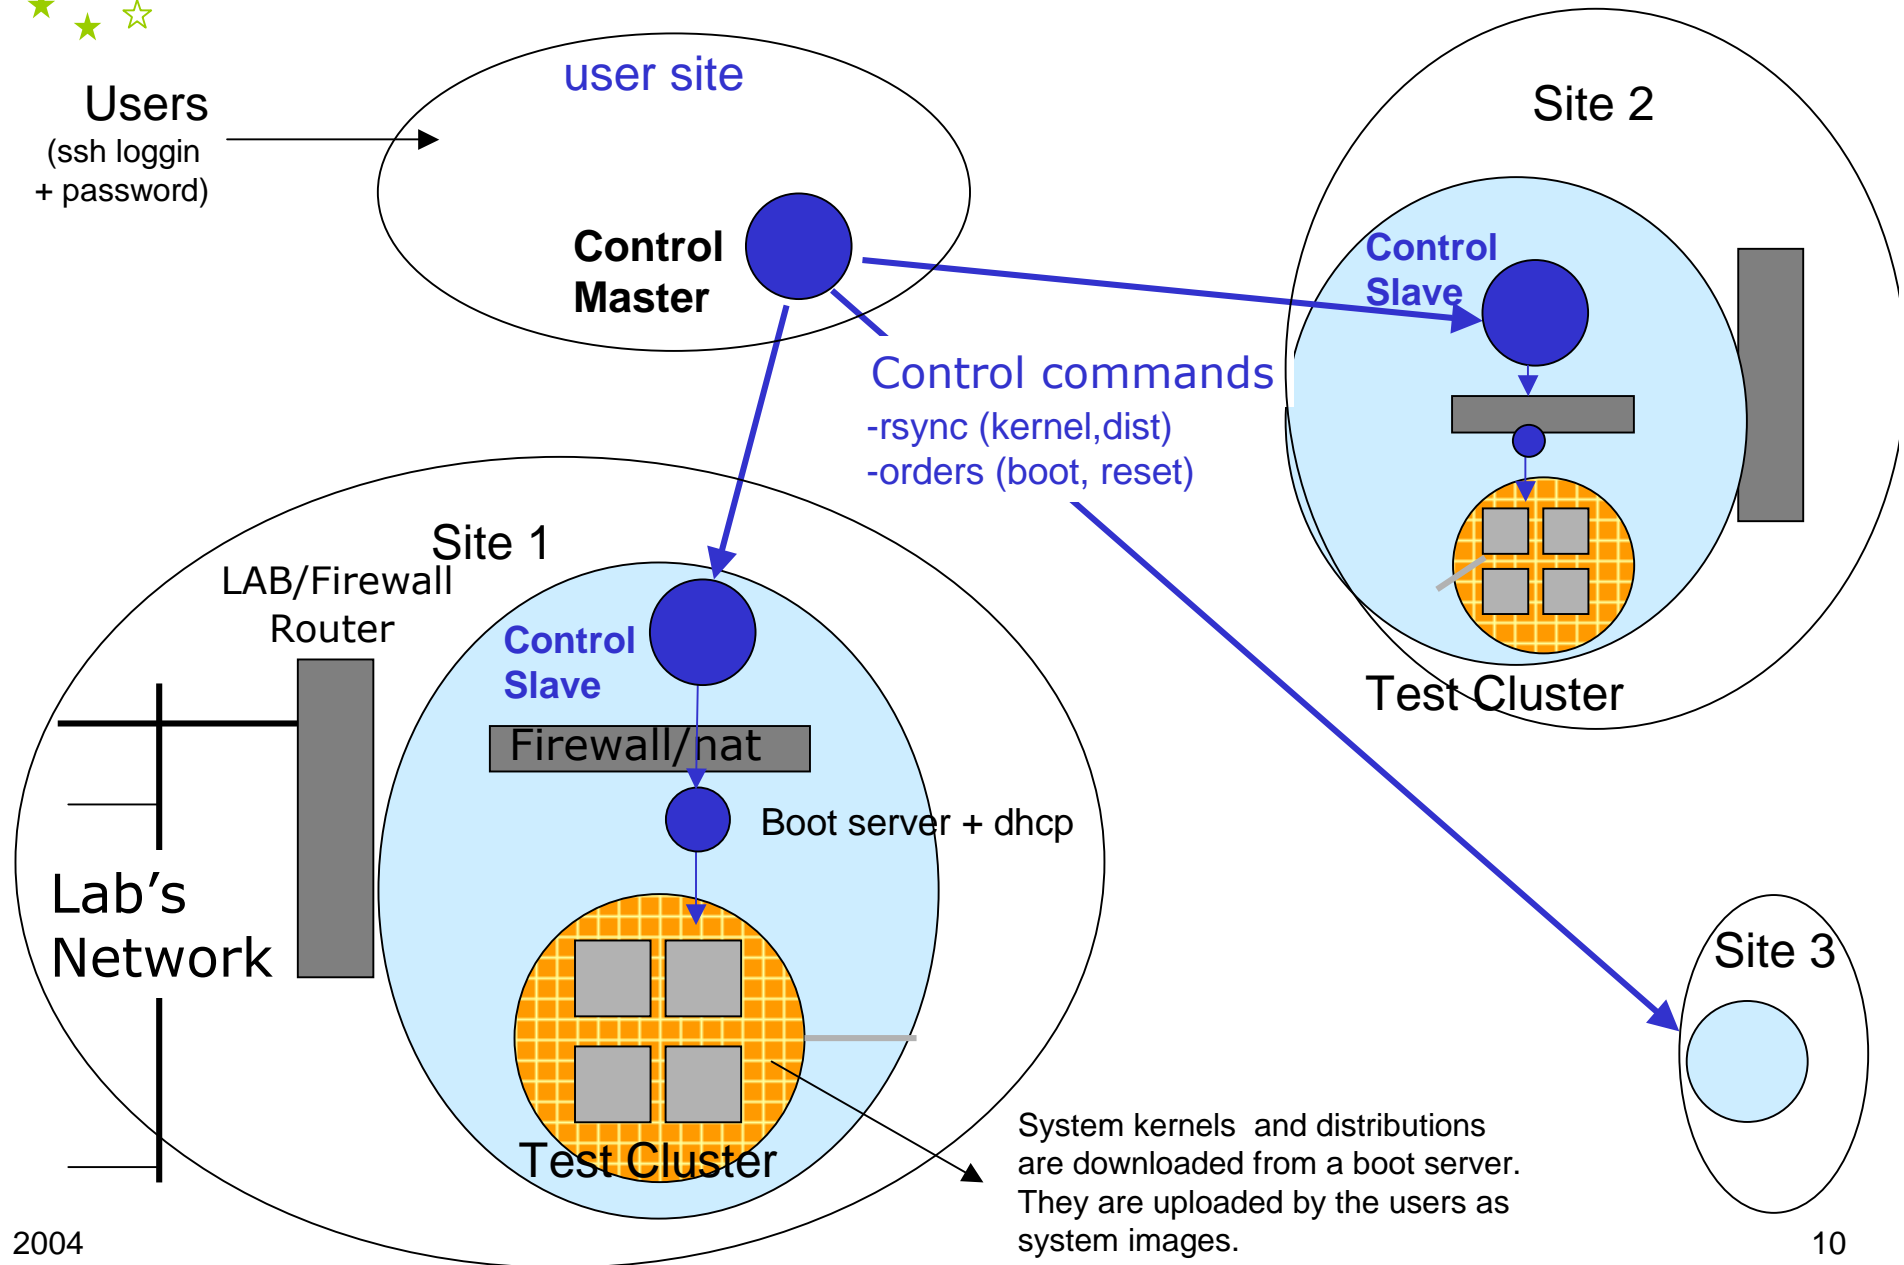 user site
Users
(ssh loggin
+ password)
Control
Master
Site 2
Control
Slave
Control commands
-rsync (kernel,dist)
-orders (boot, reset)
Test Cluster
Site 1
LAB/Firewall
Router
Control
Slave
Firewall/nat
Boot server + dhcp
Lab’s
Network
Test Cluster
Site 3
System kernels and distributions
are downloaded from a boot server.
They are uploaded by the users as
system images.
2004
10